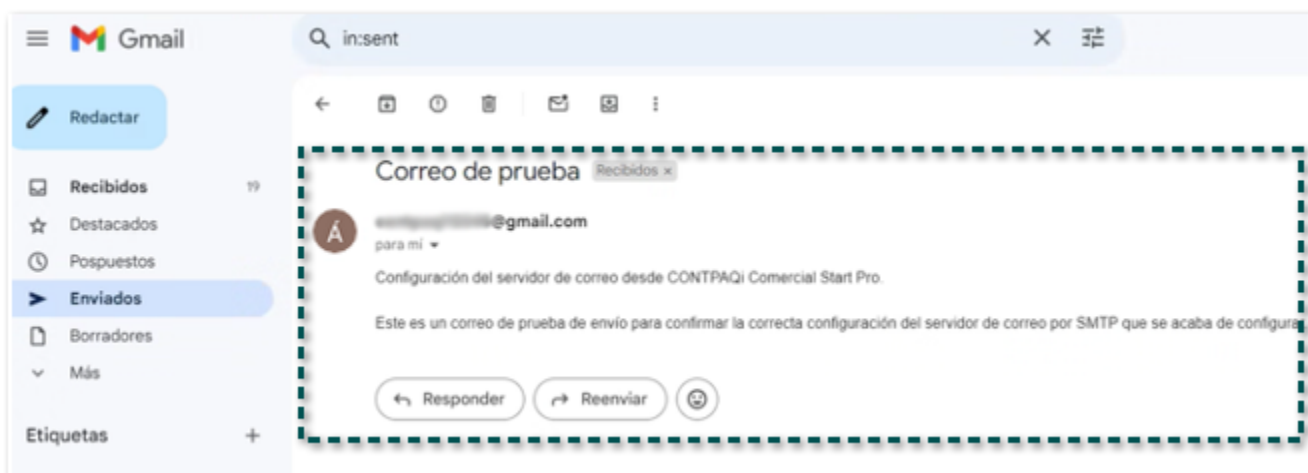 Gmail
in:sent
Redactar
Recibidos 19
Destacados
Pospuestos
Enviados
Borradores
Más
Etiquetas
Correo de prueba Recibidos x
@gmail.com
para mí
Configuración del servidor de correo desde CONTPAQi Comercial Start Pro.
Este es un correo de prueba de envío para confirmar la correcta configuración del servidor de correo por SMTP que se acaba de configura
Responder Reenviar
Á